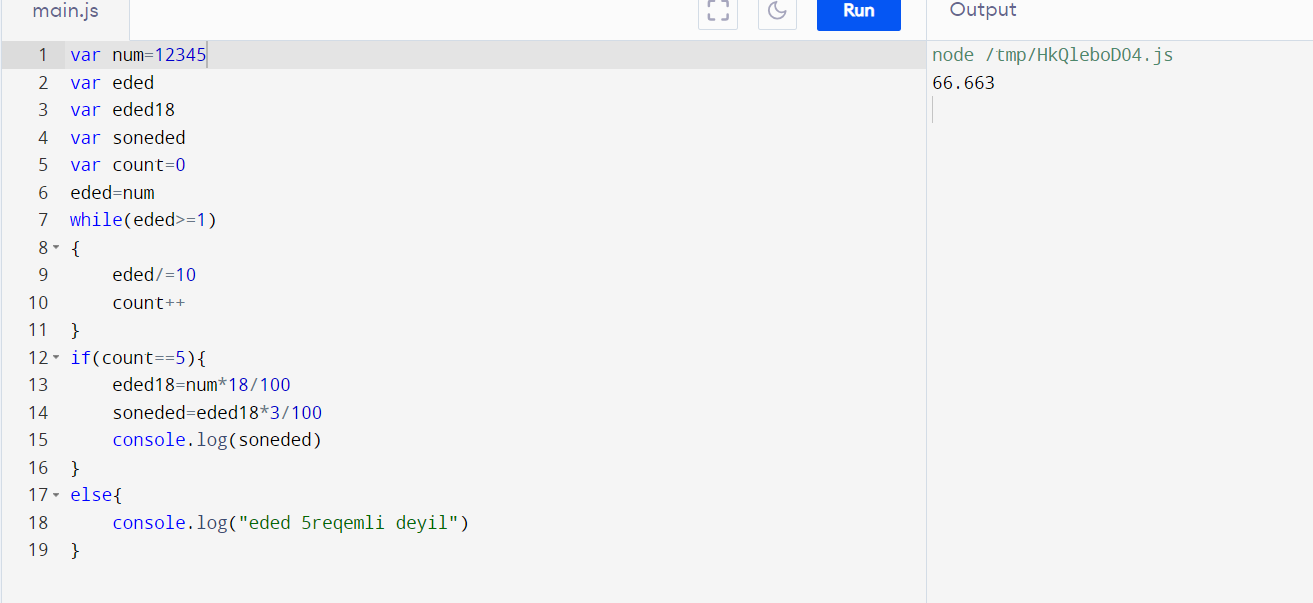 main.js
Run
Output
1 var num=12345
2 var eded
3 var eded18
4 var soneded
5 var count=0
6 eded=num
7 while(eded>=1)
8 {
9     eded/=10
10     count++
11 }
12 if(count==5){
13     eded18=num*18/100
14     soneded=eded18*3/100
15     console.log(soneded)
16 }
17 else{
18     console.log("eded 5reqemli deyil")
19 }
node /tmp/HkQleboDO4.js
66.663